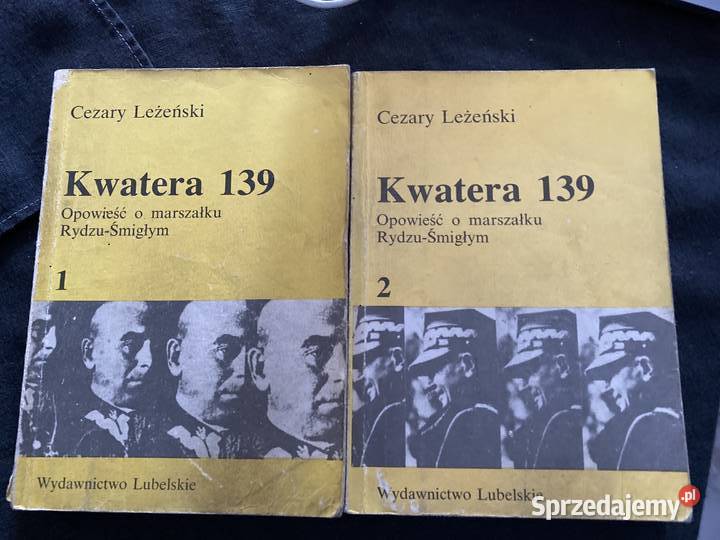 Cezary Leżeński
Kwatera 139
Opowieść o marszałku
Rydzu-Śmigłym
1
Wydawnictwo Lubelskie
Cezary Leżeński
Kwatera 139
Opowieść o marszałku
Rydzu-Śmigłym
2
Wydawnictwo Lubelskie
Sprzedajemy.pl